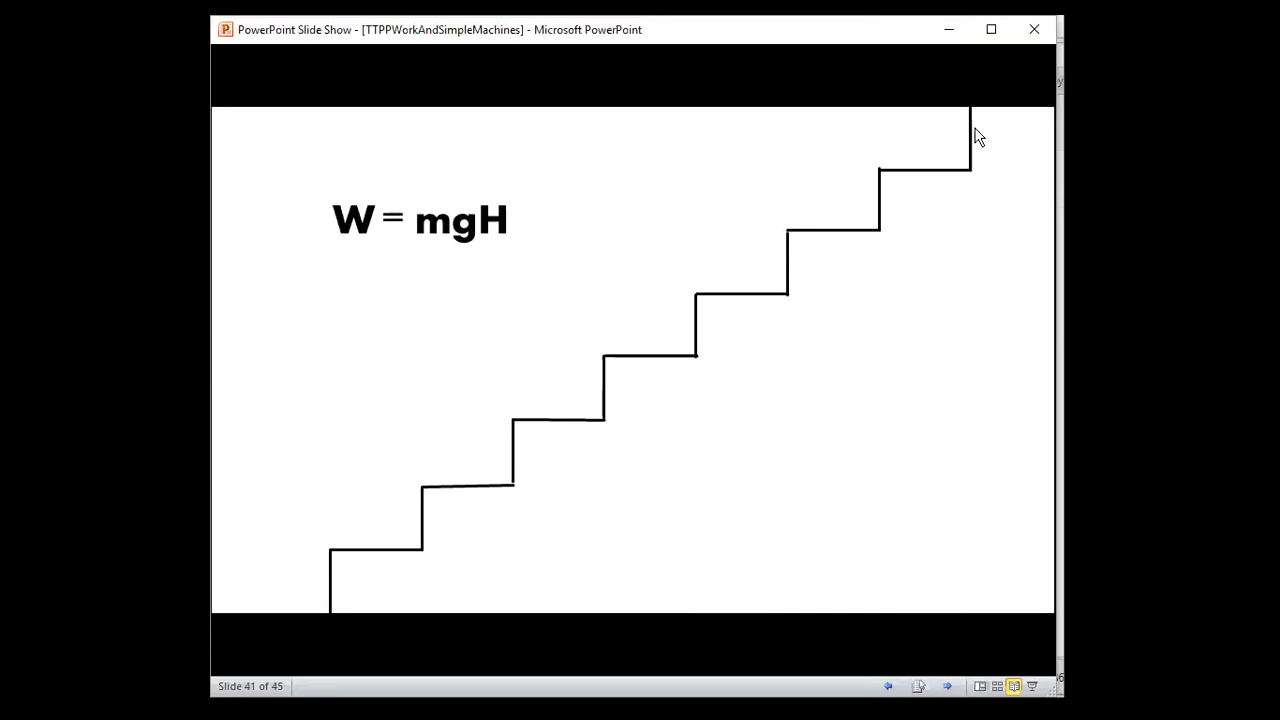 PowerPoint Slide Show - [TTPPWorkAndSimpleMachines] - Microsoft PowerPoint
W = mgH
Slide 41 of 45